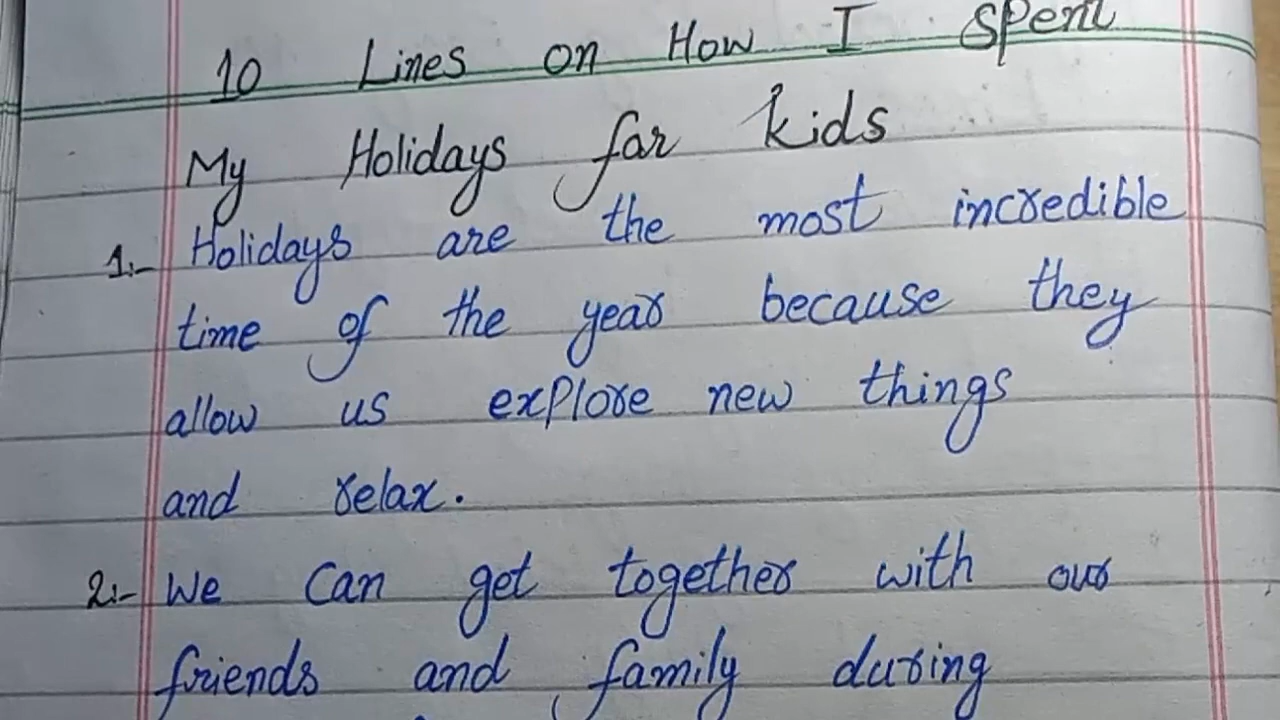 10 Lines on How I Spent
My Holidays for kids
1:- Holidays are the most incredible
time of the year because they
allow us explore new things
and relax.
2:- We Can get together with our
friends and family during